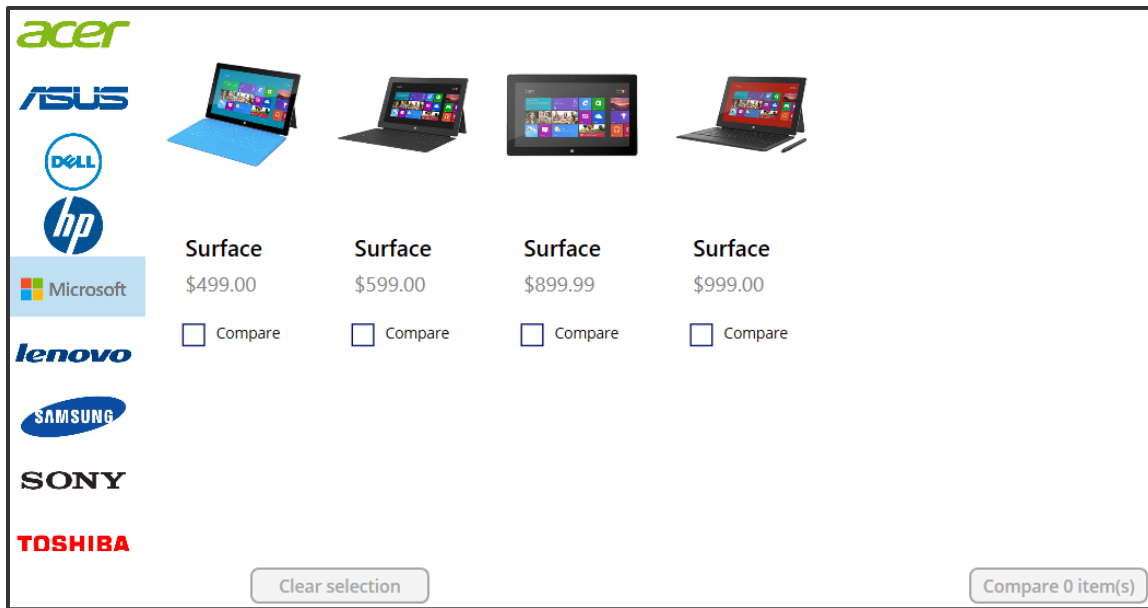 acer
ASUS
DELL
hp
Microsoft
lenovo
SAMSUNG
SONY
TOSHIBA
Surface
$499.00
Compare
Surface
$599.00
Compare
Surface
$899.99
Compare
Surface
$999.00
Compare
Clear selection
Compare 0 item(s)